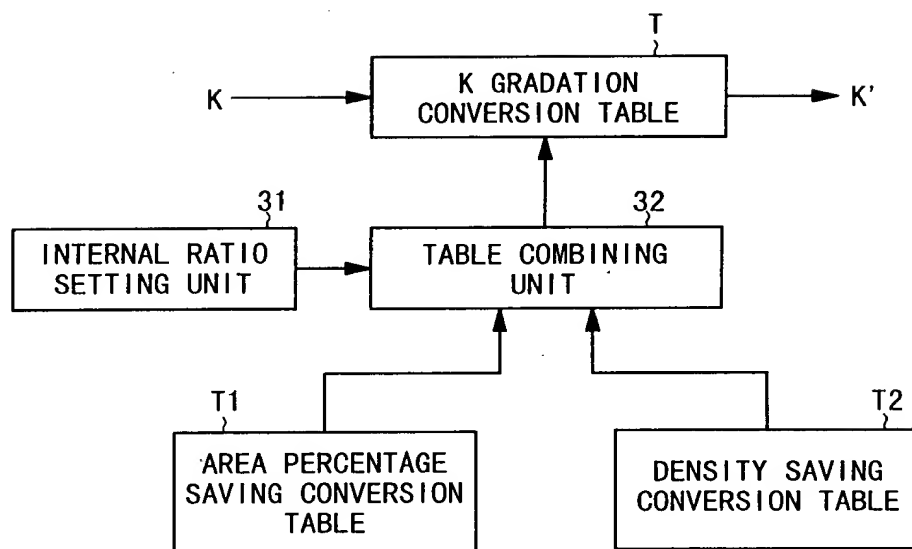 T
K
K GRADATION
CONVERSION TABLE
K'
31
INTERNAL RATIO
SETTING UNIT
32
TABLE COMBINING
UNIT
T1
AREA PERCENTAGE
SAVING CONVERSION
TABLE
T2
DENSITY SAVING
CONVERSION TABLE